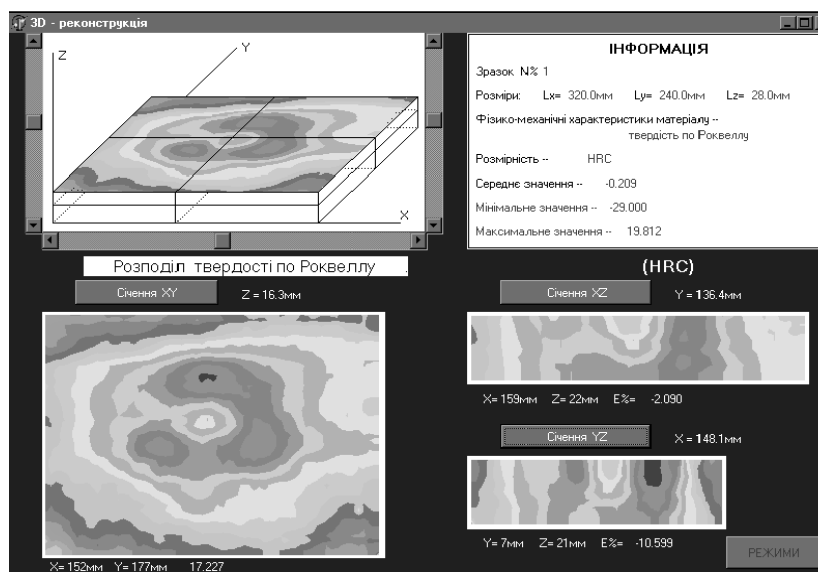 3D - реконструкція
Z
Y
X
ІНФОРМАЦІЯ
Зразок N% 1
Розміри: Lx= 320.0мм Ly= 240.0мм Lz= 28.0мм
Фізико-механічні характеристики матеріалу --
твердість по Роквеллу
Розмірність -- HRC
Середнє значення -- -0.209
Мінімальне значення -- -29.000
Максимальне значення -- 19.812
Розподіл твердості по Роквеллу .
(HRC)
Січення XY Z = 16.3мм
Січення XZ Y = 136.4мм
X= 159мм Z= 22мм E%= -2.090
Січення YZ X = 148.1мм
Y= 7мм Z= 21мм E%= -10.599
РЕЖИМИ
X= 152мм Y= 177мм 17.227